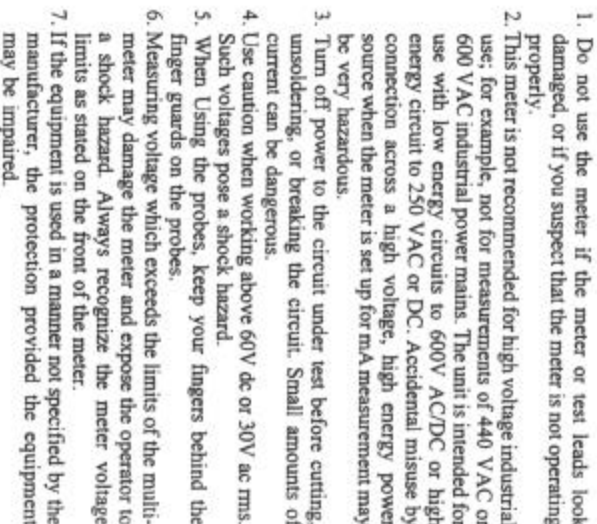 1. Do not use the meter if the meter or test leads look
damaged, or if you suspect that the meter is not operating
properly.
2. This meter is not recommended for high voltage industrial
use; for example, not for measurements of 440 VAC or
600 VAC industrial power mains. The unit is intended for
use with low energy circuits to 600V AC/DC or high
energy circuit to 250 VAC or DC. Accidental misuse by
connection across a high voltage, high energy power
source when the meter is set up for mA measurement may
be very hazardous.
3. Turn off power to the circuit under test before cutting,
unsoldering, or breaking the circuit. Small amounts of
current can be dangerous.
4. Use caution when working above 60V dc or 30V ac rms.
Such voltages pose a shock hazard.
5. When Using the probes, keep your fingers behind the
finger guards on the probes.
6. Measuring voltage which exceeds the limits of the multi-
meter may damage the meter and expose the operator to
a shock hazard. Always recognize the meter voltage
limits as stated on the front of the meter.
7. If the equipment is used in a manner not specified by the
manufacturer, the protection provided the equipment
may be impaired.